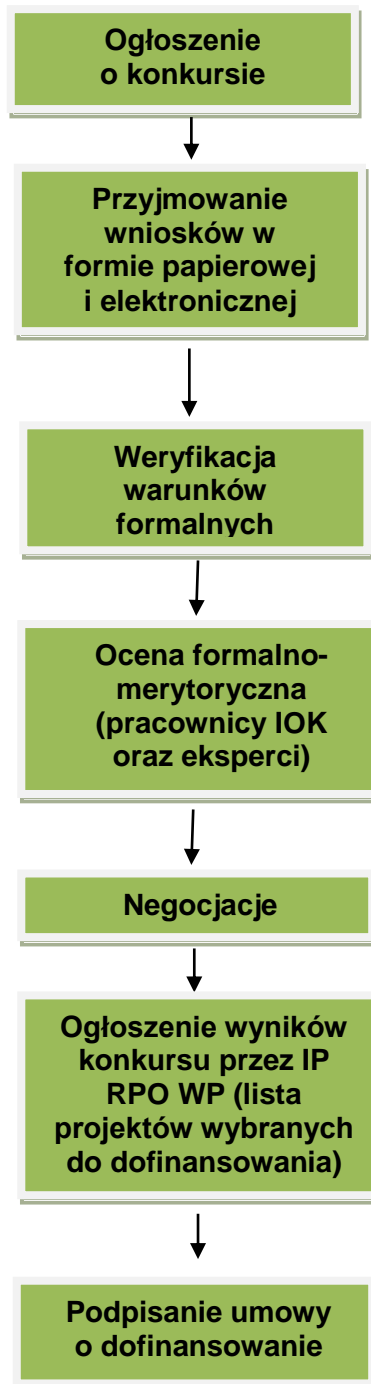 Ogłoszenie
o konkursie
Przyjmowanie
wniosków w
formie papierowej
i elektronicznej
Weryfikacja
warunków
formalnych
Ocena formalno-
merytoryczna
(pracownicy IOK
oraz eksperci)
Negocjacje
Ogłoszenie wyników
konkursu przez IP
RPO WP (lista
projektów wybranych
do dofinansowania)
Podpisanie umowy
o dofinansowanie